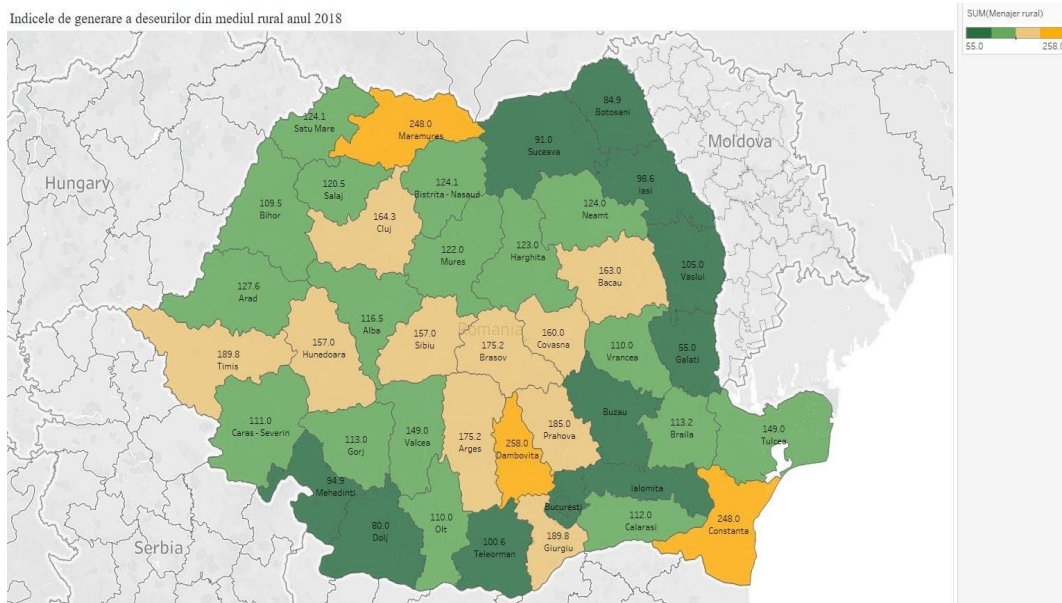 Indicele de generare a deseurilor din mediul rural anul 2018
SUM(Menajer rural)
55.0 258.0
84.9
Botosani
124.1
Satu Mare
248.0
Maramures
91.0
Suceava
Moldova
Hungary
120.5
Salaj
124.1
Bistrita - Nasaud
98.6
Iasi
109.5
Bihor
164.3
Cluj
124.0
Neamt
122.0
Mures
123.0
Harghita
163.0
Bacau
105.0
Vaslui
127.6
Arad
116.5
Alba
157.0
Hunedoara
157.0
Sibiu
Romania
175.2
Brasov
160.0
Covasna
110.0
Vrancea
55.0
Galati
189.8
Timis
111.0
Caras - Severin
113.0
Gorj
149.0
Valcea
175.2
Arges
258.0
Dambovita
185.0
Prahova
Buzau
113.2
Braila
149.0
Tulcea
94.9
Mehedinti
80.0
Dolj
110.0
Olt
100.6
Teleorman
Bucuresti
189.8
Giurgiu
Ialomita
112.0
Calarasi
248.0
Constanta
Serbia